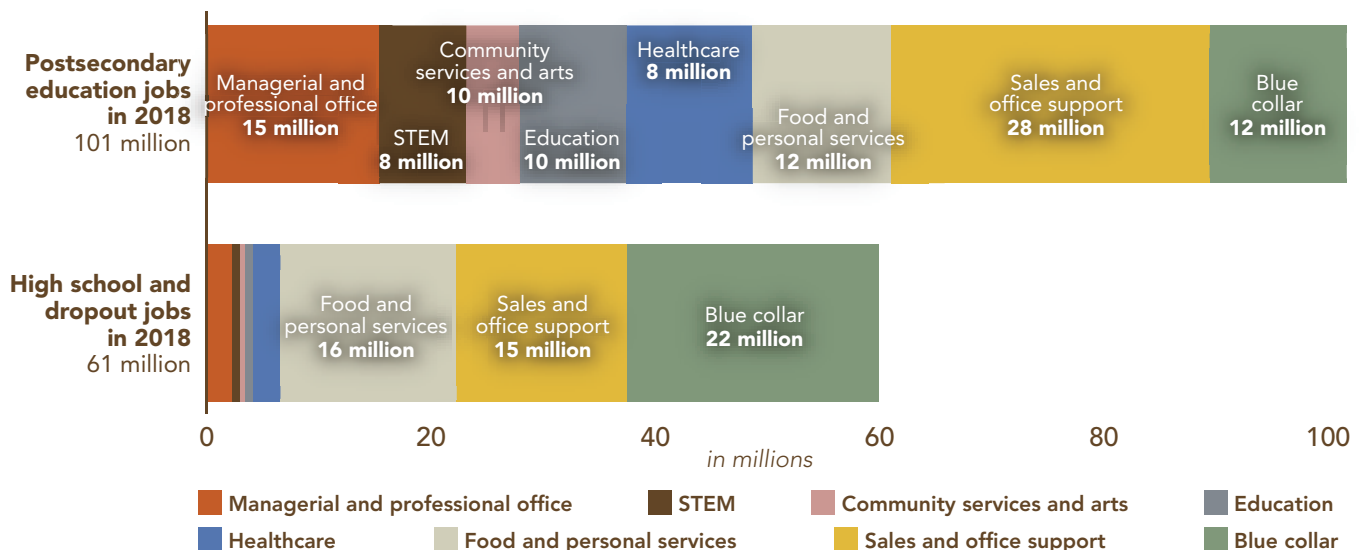 Postsecondary
education jobs
in 2018
101 million
Managerial and
professional office
15 million
STEM
8 million
Community
services and arts
10 million
Education
10 million
Healthcare
8 million
Food and
personal services
12 million
Sales and
office support
28 million
Blue
collar
12 million
High school and
dropout jobs
in 2018
61 million
Food and
personal services
16 million
Sales and
office support
15 million
Blue collar
22 million
0 20 40 60 80 100
in millions
Managerial and professional office STEM Community services and arts Education
Healthcare Food and personal services Sales and office support Blue collar